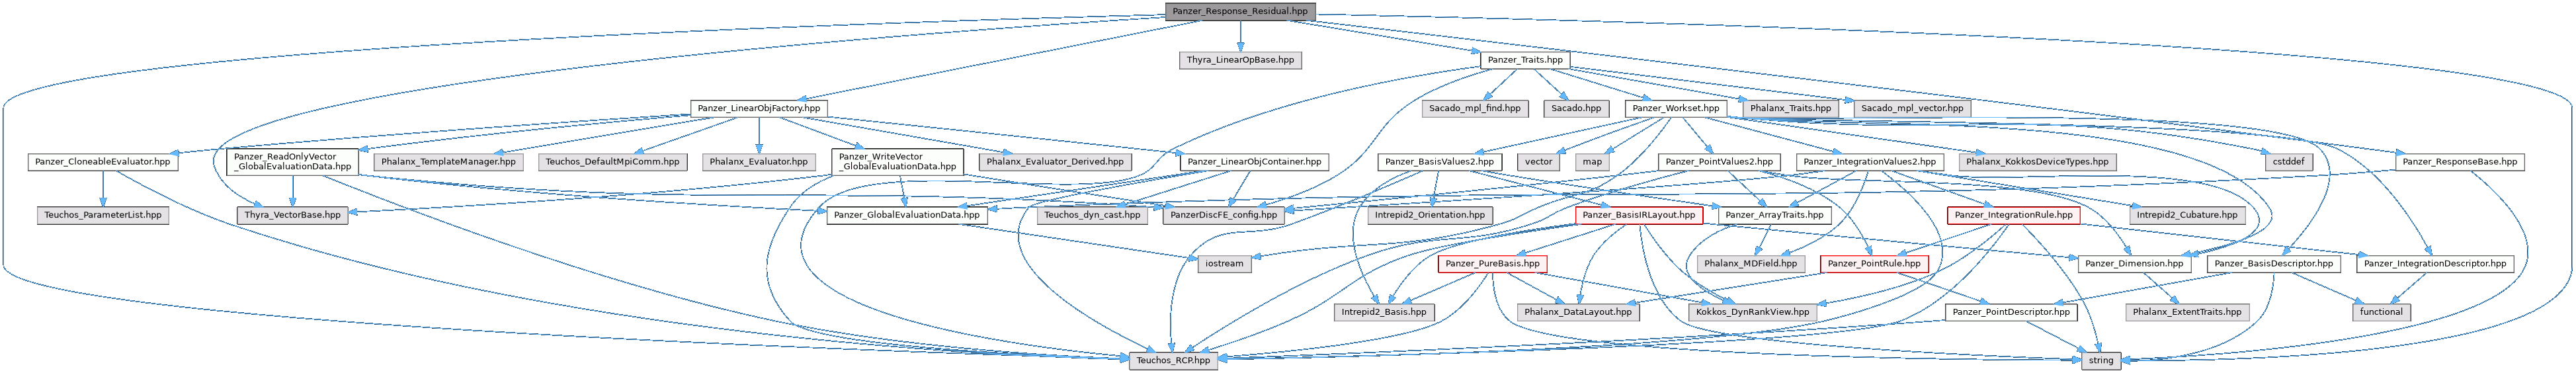 Panzer_Response_Residual.hpp
Thyra_LinearOpBase.hpp
Panzer_Traits.hpp
Panzer_LinearObjFactory.hpp
Sacado_mpl_find.hpp
Sacado.hpp
Panzer_Workset.hpp
Phalanx_Traits.hpp
Sacado_mpl_vector.hpp
Panzer_CloneableEvaluator.hpp
Panzer_ReadOnlyVector
_GlobalEvaluationData.hpp
Phalanx_TemplateManager.hpp
Teuchos_DefaultMpiComm.hpp
Phalanx_Evaluator.hpp
Panzer_WriteVector
_GlobalEvaluationData.hpp
Phalanx_Evaluator_Derived.hpp
Panzer_LinearObjContainer.hpp
Panzer_BasisValues2.hpp
vector
map
Panzer_PointValues2.hpp
Panzer_IntegrationValues2.hpp
Phalanx_KokkosDeviceTypes.hpp
cstddef
Panzer_ResponseBase.hpp
Teuchos_ParameterList.hpp
Thyra_VectorBase.hpp
Panzer_GlobalEvaluationData.hpp
Teuchos_dyn_cast.hpp
PanzerDiscFE_config.hpp
Intrepid2_Orientation.hpp
Panzer_BasisIRLayout.hpp
Panzer_ArrayTraits.hpp
Panzer_IntegrationRule.hpp
Intrepid2_Cubature.hpp
iostream
Panzer_PureBasis.hpp
Phalanx_MDField.hpp
Panzer_PointRule.hpp
Panzer_Dimension.hpp
Panzer_BasisDescriptor.hpp
Panzer_IntegrationDescriptor.hpp
Intrepid2_Basis.hpp
Phalanx_DataLayout.hpp
Kokkos_DynRankView.hpp
Panzer_PointDescriptor.hpp
Phalanx_ExtentTraits.hpp
functional
Teuchos_RCP.hpp
string